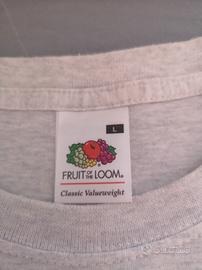 L
FRUIT OF THE LOOM®
Classic Valueweight